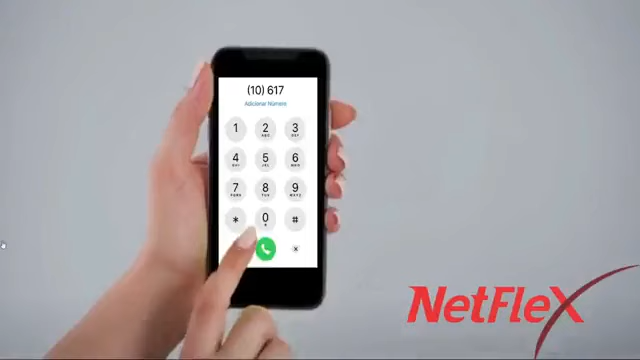 (10) 617
Adicionar Número
1
2
ABC
3
DEF
4
GHI
5
JKL
6
MNO
7
PQRS
8
TUV
9
WXYZ
*
0
+
#
NetFleX